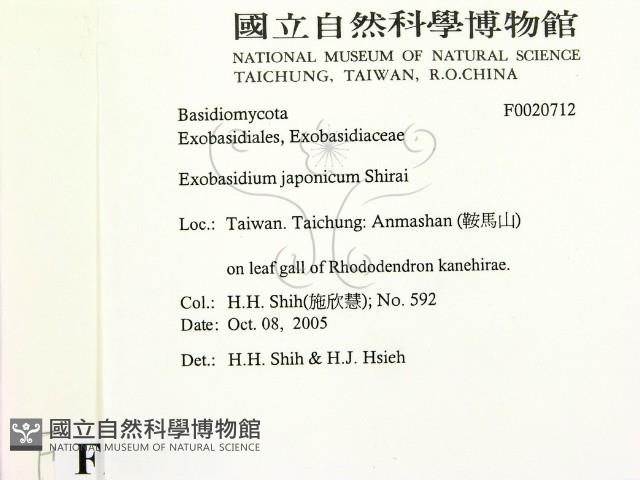 國立自然科學博物館
NATIONAL MUSEUM OF NATURAL SCIENCE
TAICHUNG, TAIWAN, R.O.CHINA
Basidiomycota F0020712
Exobasidiales, Exobasidiaceae
Exobasidium japonicum Shirai
Loc.: Taiwan. Taichung: Anmashan (鞍馬山)
on leaf gall of Rhododendron kanehirae.
Col.: H.H. Shih(施欣慧); No. 592
Date: Oct. 08, 2005
Det.: H.H. Shih & H.J. Hsieh
國立自然科學博物館
NATIONAL MUSEUM OF NATURAL SCIENCE
F